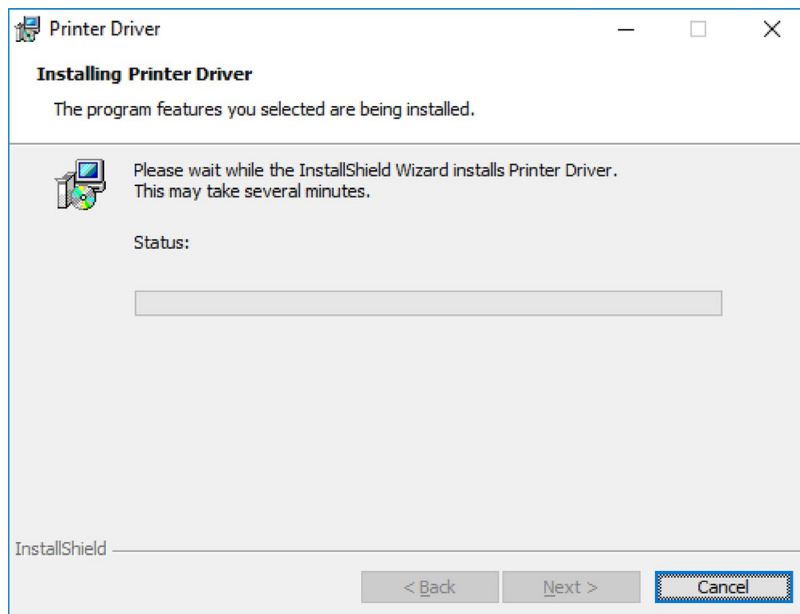 Printer Driver
Installing Printer Driver
The program features you selected are being installed.
Please wait while the InstallShield Wizard installs Printer Driver.
This may take several minutes.
Status:
InstallShield
< Back
Next >
Cancel